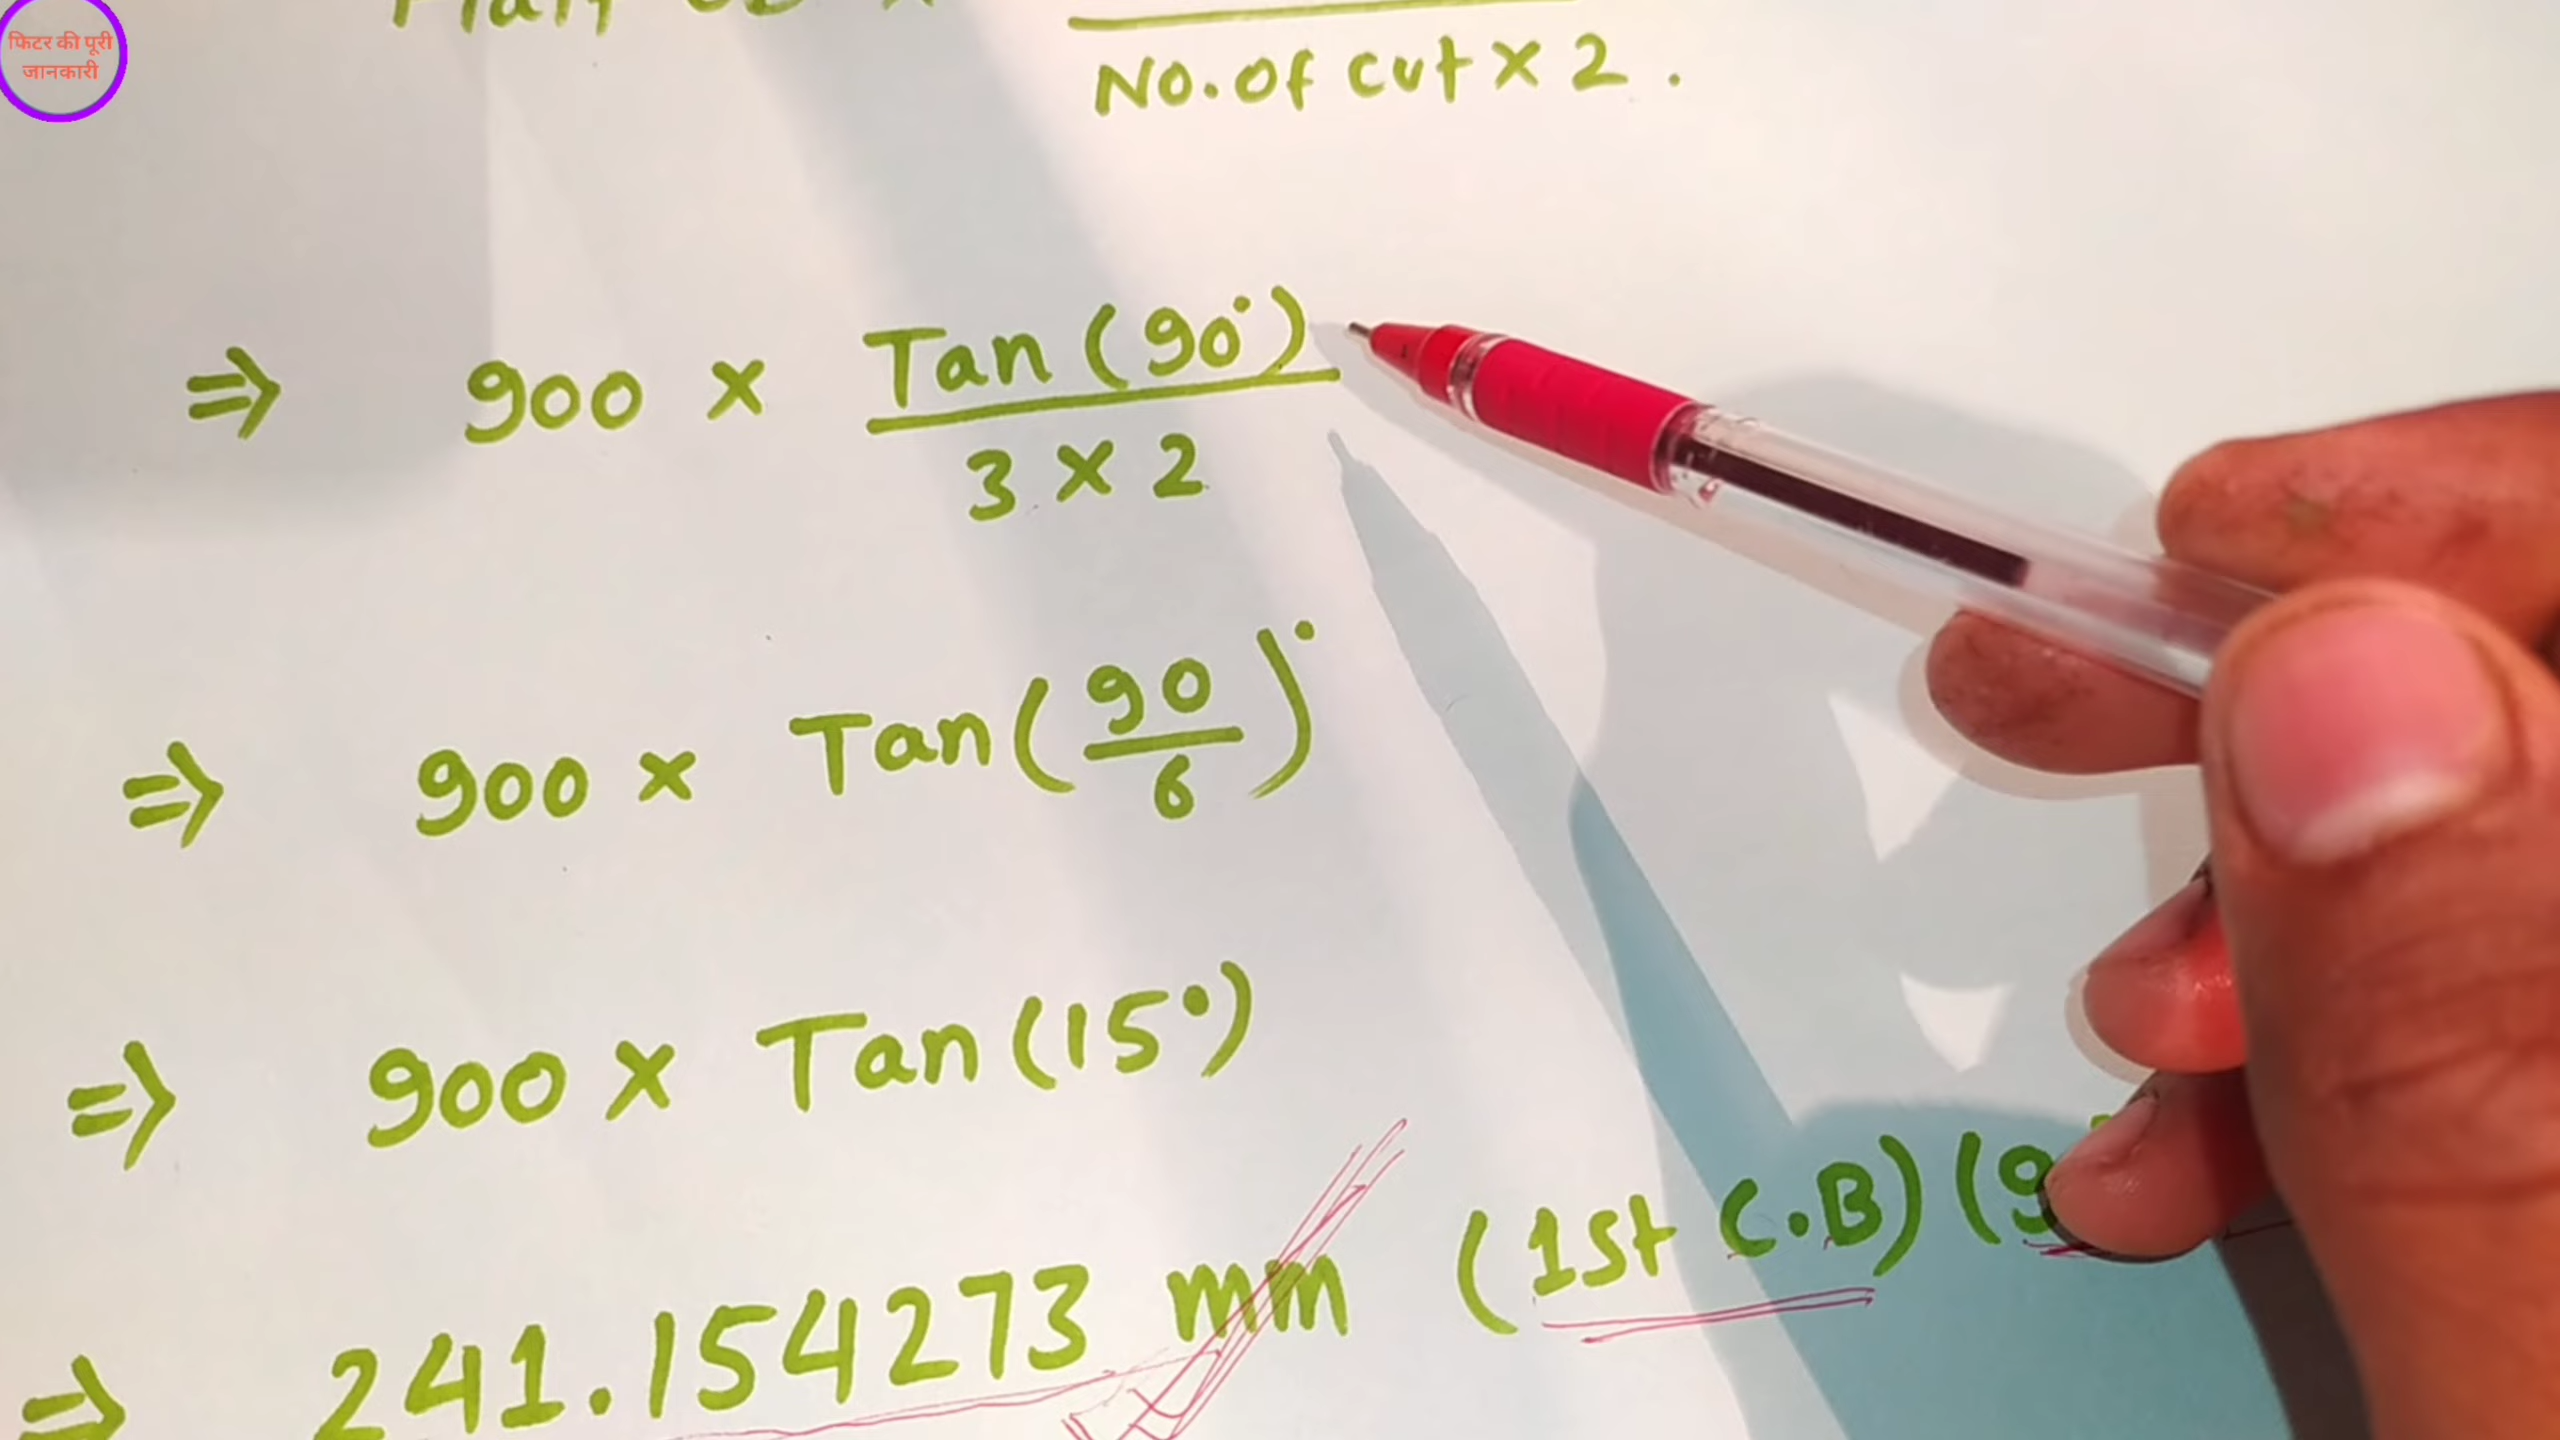 फिटर की पूरी
जानकारी
No. of cut × 2 .
⇒ 900 × Tan (90°)
3 × 2
⇒ 900 × Tan (90/6)°
⇒ 900 × Tan (15°)
⇒ 241.154273 mm (1st C.B) (9